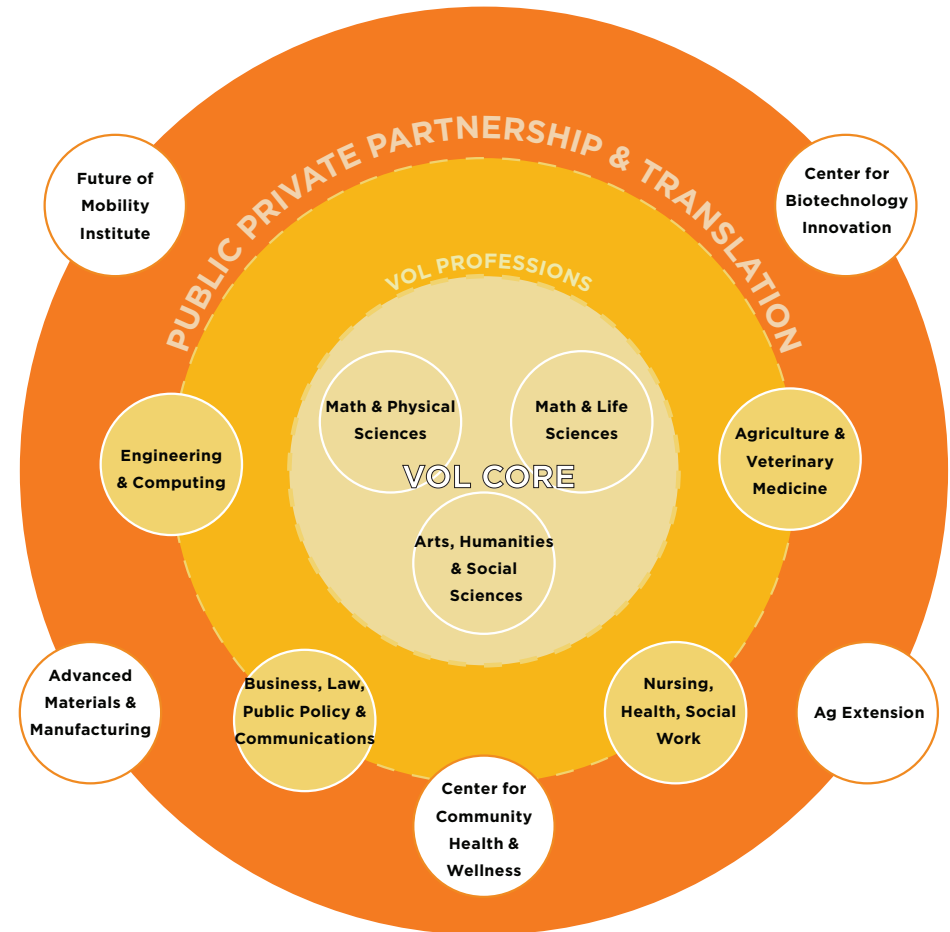 PUBLIC PRIVATE PARTNERSHIP & TRANSLATION
Future of
Mobility
Institute
Center for
Biotechnology
Innovation
VOL PROFESSIONS
Math & Physical
Sciences
Math & Life
Sciences
Engineering
& Computing
VOL CORE
Agriculture &
Veterinary
Medicine
Arts, Humanities
& Social
Sciences
Advanced
Materials &
Manufacturing
Business, Law,
Public Policy &
Communications
Nursing,
Health, Social
Work
Ag Extension
Center for
Community
Health &
Wellness